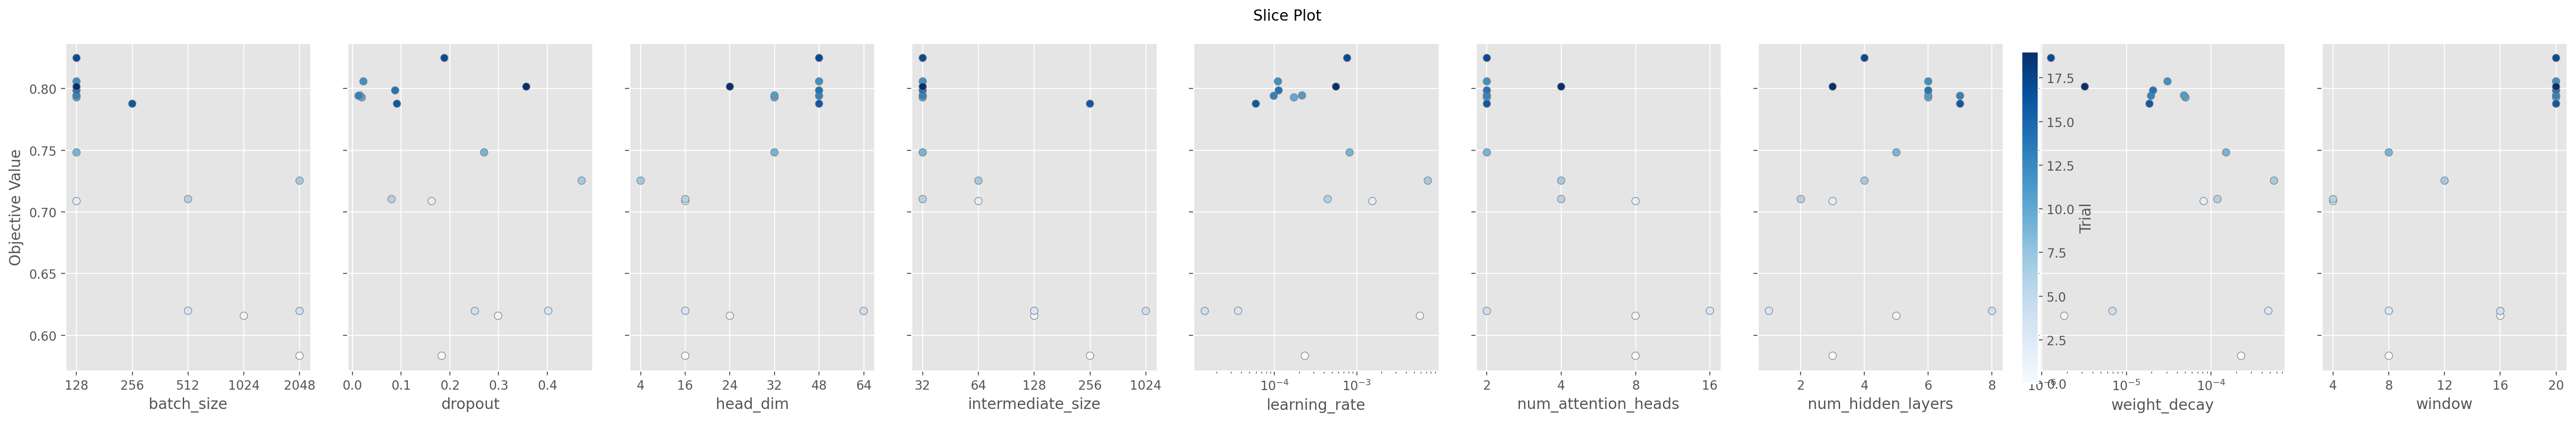 Slice Plot
Objective Value
0.80
0.75
0.70
0.65
0.60
128 256 512 1024 2048
batch_size
0.0 0.1 0.2 0.3 0.4
dropout
4 16 24 32 48 64
head_dim
32 64 128 256 1024
intermediate_size
10⁻⁴ 10⁻³
learning_rate
2 4 8 16
num_attention_heads
2 4 6 8
num_hidden_layers
17.5
15.0
12.5
10.0
7.5
5.0
2.5
0.0
Trial
10⁻⁵ 10⁻⁴
weight_decay
4 8 12 16 20
window